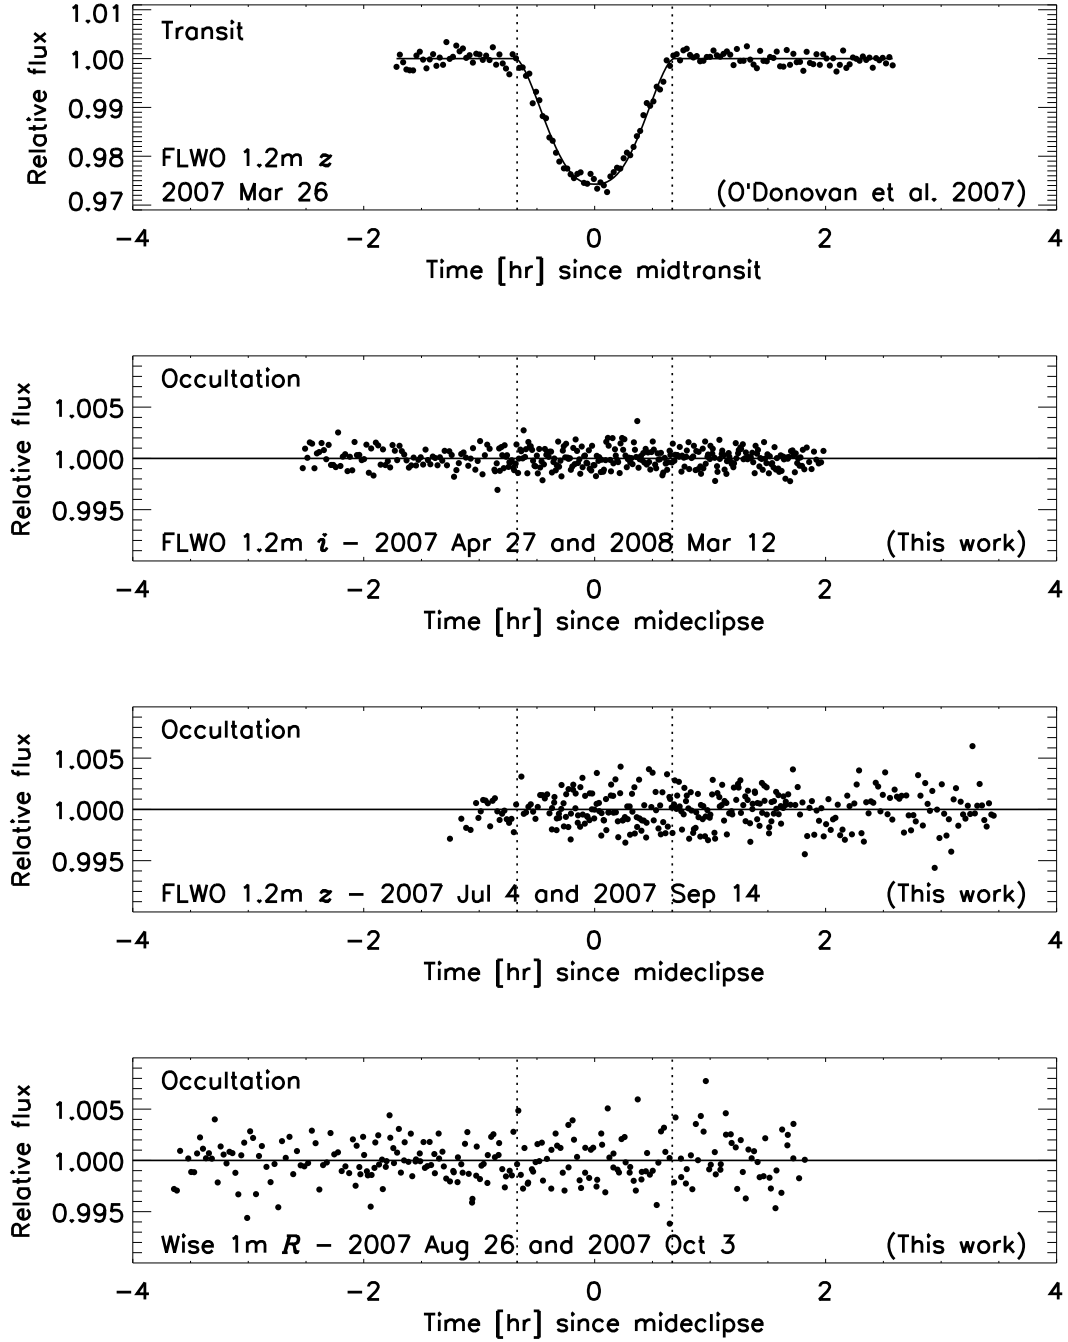 1.01
1.00
0.99
0.98
0.97
Relative flux
Transit
FLWO 1.2m z
2007 Mar 26
(O'Donovan et al. 2007)
−4 −2 0 2 4
Time [hr] since midtransit
Occultation
1.005
1.000
0.995
Relative flux
FLWO 1.2m i − 2007 Apr 27 and 2008 Mar 12
(This work)
−4 −2 0 2 4
Time [hr] since mideclipse
Occultation
1.005
1.000
0.995
Relative flux
FLWO 1.2m z − 2007 Jul 4 and 2007 Sep 14
(This work)
−4 −2 0 2 4
Time [hr] since mideclipse
Occultation
1.005
1.000
0.995
Relative flux
Wise 1m R − 2007 Aug 26 and 2007 Oct 3
(This work)
−4 −2 0 2 4
Time [hr] since mideclipse